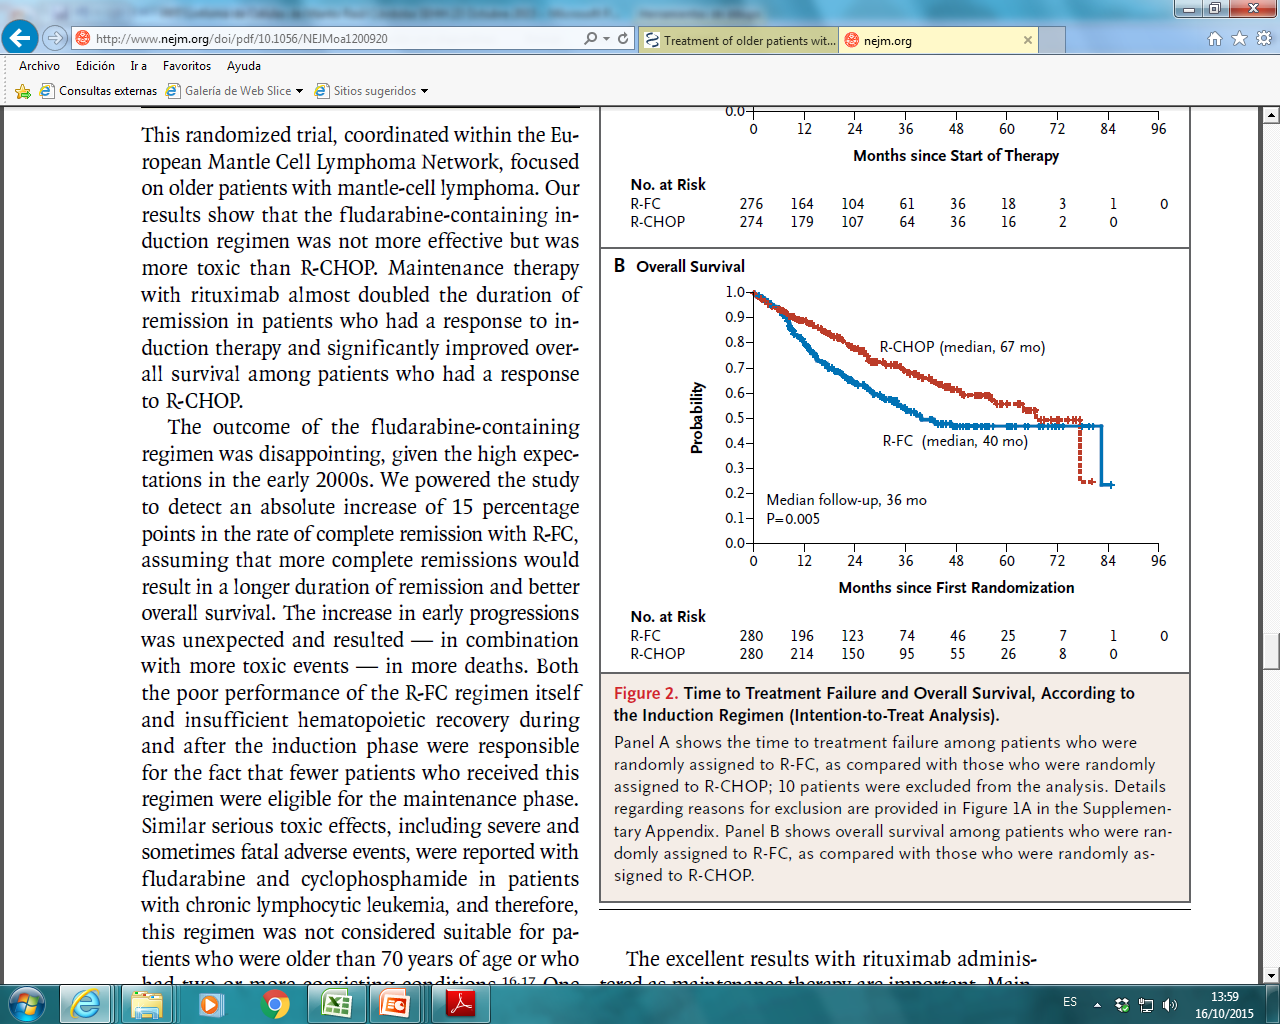 http://www.nejm.org/doi/pdf/10.1056/NEJMoa1200920
Treatment of older patients wit...
nejm.org
Archivo Edición Ir a Favoritos Ayuda
Consultas externas Galería de Web Slice Sitios sugeridos
This randomized trial, coordinated within the Eu-
ropean Mantle Cell Lymphoma Network, focused
on older patients with mantle-cell lymphoma. Our
results show that the fludarabine-containing in-
duction regimen was not more effective but was
more toxic than R-CHOP. Maintenance therapy
with rituximab almost doubled the duration of
remission in patients who had a response to in-
duction therapy and significantly improved over-
all survival among patients who had a response
to R-CHOP.
The outcome of the fludarabine-containing
regimen was disappointing, given the high expec-
tations in the early 2000s. We powered the study
to detect an absolute increase of 15 percentage
points in the rate of complete remission with R-FC,
assuming that more complete remissions would
result in a longer duration of remission and better
overall survival. The increase in early progressions
was unexpected and resulted — in combination
with more toxic events — in more deaths. Both
the poor performance of the R-FC regimen itself
and insufficient hematopoietic recovery during
and after the induction phase were responsible
for the fact that fewer patients who received this
regimen were eligible for the maintenance phase.
Similar serious toxic effects, including severe and
sometimes fatal adverse events, were reported with
fludarabine and cyclophosphamide in patients
with chronic lymphocytic leukemia, and therefore,
this regimen was not considered suitable for pa-
tients who were older than 70 years of age or who
had two or more coexisting conditions.16,17 One
0.0
0 12 24 36 48 60 72 84 96
Months since Start of Therapy
No. at Risk
R-FC 276 164 104 61 36 18 3 1 0
R-CHOP 274 179 107 64 36 16 2 0
B Overall Survival
1.0
0.9
0.8
0.7
0.6
0.5
0.4
0.3
0.2
0.1
0.0
Probability
R-CHOP (median, 67 mo)
R-FC (median, 40 mo)
Median follow-up, 36 mo
P=0.005
0 12 24 36 48 60 72 84 96
Months since First Randomization
No. at Risk
R-FC 280 196 123 74 46 25 7 1 0
R-CHOP 280 214 150 95 55 26 8 0
Figure 2. Time to Treatment Failure and Overall Survival, According to
the Induction Regimen (Intention-to-Treat Analysis).
Panel A shows the time to treatment failure among patients who were
randomly assigned to R-FC, as compared with those who were randomly
assigned to R-CHOP; 10 patients were excluded from the analysis. Details
regarding reasons for exclusion are provided in Figure 1A in the Supplemen-
tary Appendix. Panel B shows overall survival among patients who were ran-
domly assigned to R-FC, as compared with those who were randomly as-
signed to R-CHOP.
The excellent results with rituximab adminis-
tered as maintenance therapy are important. Main-
ES
13:59
16/10/2015